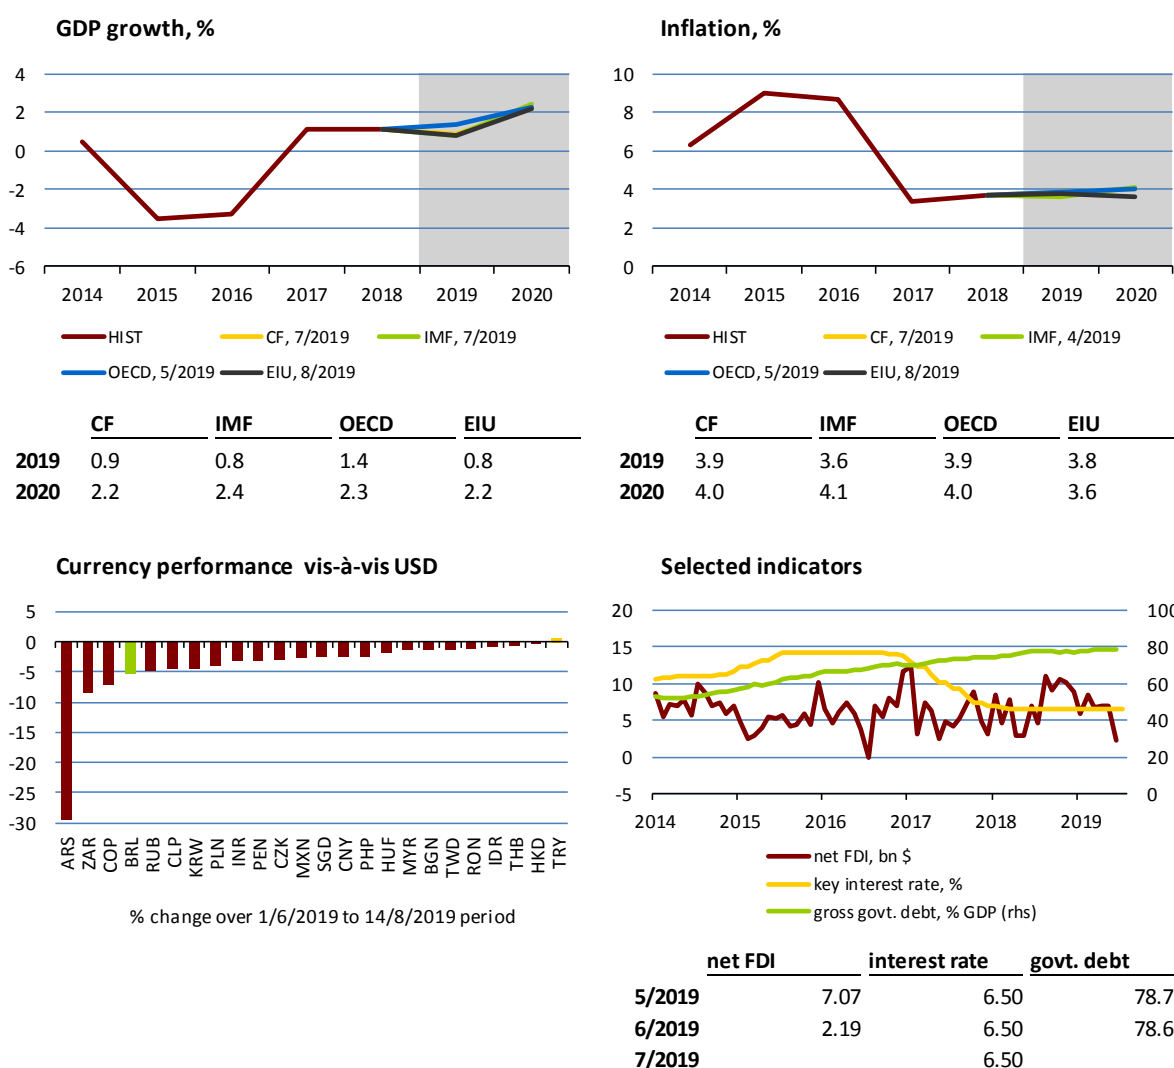 GDP growth, %
4
2
0
-2
-4
-6
2014 2015 2016 2017 2018 2019 2020
HIST CF, 7/2019 IMF, 7/2019
OECD, 5/2019 EIU, 8/2019
CF IMF OECD EIU
2019 0.9 0.8 1.4 0.8
2020 2.2 2.4 2.3 2.2
Inflation, %
10
8
6
4
2
0
2014 2015 2016 2017 2018 2019 2020
HIST CF, 7/2019 IMF, 4/2019
OECD, 5/2019 EIU, 8/2019
CF IMF OECD EIU
2019 3.9 3.6 3.9 3.8
2020 4.0 4.1 4.0 3.6
Currency performance vis-à-vis USD
5
0
-5
-10
-15
-20
-25
-30
ARS ZAR COP BRL RUB CLP KRW PLN INR PEN CZK MXN SGD CNY PHP HUF MYR BGN TWD RON IDR THB HKD TRY
% change over 1/6/2019 to 14/8/2019 period
Selected indicators
20 100
15 80
10 60
5 40
0 20
-5 0
2014 2015 2016 2017 2018 2019
net FDI, bn $
key interest rate, %
gross govt. debt, % GDP (rhs)
net FDI interest rate govt. debt
5/2019 7.07 6.50 78.7
6/2019 2.19 6.50 78.6
7/2019 6.50